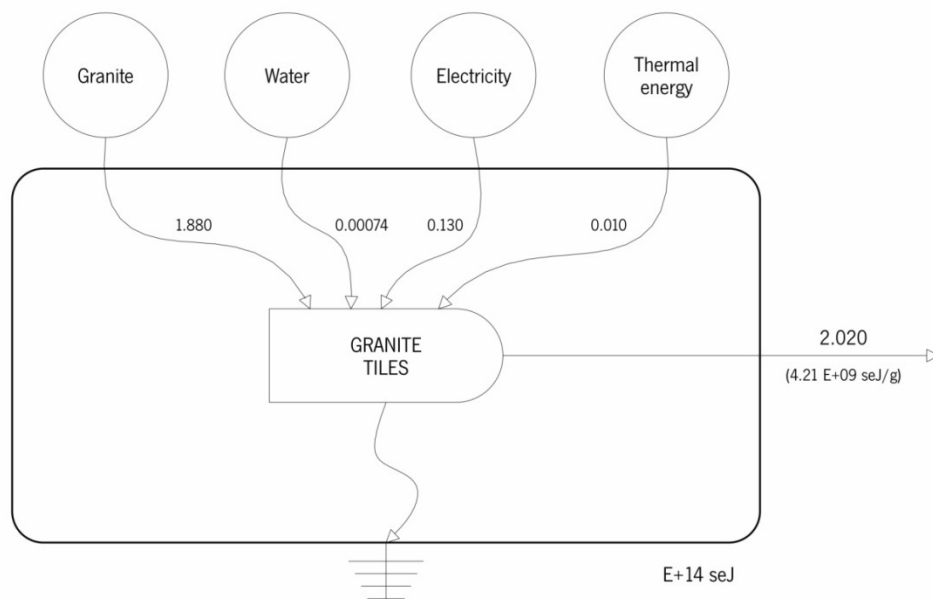 Granite
Water
Electricity
Thermal
energy
1.880
0.00074
0.130
0.010
GRANITE
TILES
2.020
(4.21 E+09 seJ/g)
E+14 seJ